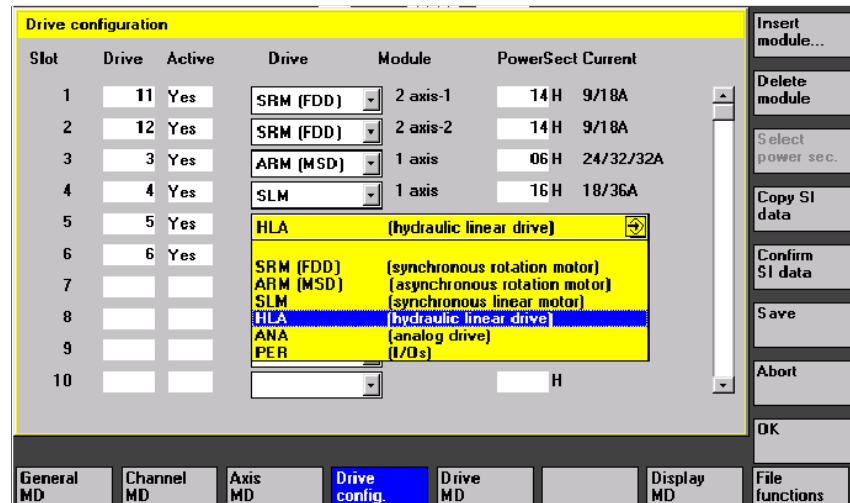 Drive configuration
Slot Drive Active Drive Module PowerSect Current
1 11 Yes SRM (FDD) 2 axis-1 14 H 9/18A
2 12 Yes SRM (FDD) 2 axis-2 14 H 9/18A
3 3 Yes ARM (MSD) 1 axis 06 H 24/32/32A
4 4 Yes SLM 1 axis 16 H 18/36A
5 5 Yes HLA (hydraulic linear drive)
6 6 Yes
SRM (FDD) (synchronous rotation motor)
7
ARM (MSD) (asynchronous rotation motor)
SLM (synchronous linear motor)
8 HLA (hydraulic linear drive)
ANA (analog drive)
9
PER (I/Os)
10 H
Insert
module...
Delete
module
Select
power sec.
Copy SI
data
Confirm
SI data
Save
Abort
OK
General
MD
Channel
MD
Axis
MD
Drive
config.
Drive
MD
Display
MD
File
functions